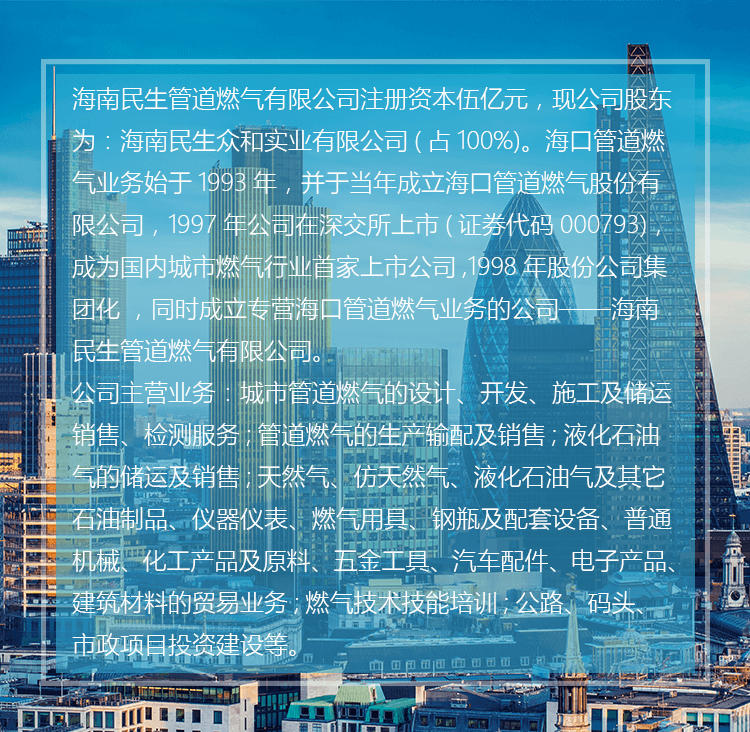 海南民生管道燃气有限公司注册资本伍亿元，现公司股东
为：海南民生众和实业有限公司 ( 占 100%)。海口管道燃
气业务始于 1993 年，并于当年成立海口管道燃气股份有
限公司，1997 年公司在深交所上市 ( 证券代码 000793)，
成为国内城市燃气行业首家上市公司 ,1998 年股份公司集
团化 ，同时成立专营海口管道燃气业务的公司——海南
民生管道燃气有限公司。
公司主营业务：城市管道燃气的设计、开发、施工及储运
销售、检测服务 ; 管道燃气的生产输配及销售 ; 液化石油
气的储运及销售 ; 天然气、仿天然气、液化石油气及其它
石油制品、仪器仪表、燃气用具、钢瓶及配套设备、普通
机械、化工产品及原料、五金工具、汽车配件、电子产品、
建筑材料的贸易业务 ; 燃气技术技能培训 ; 公路、码头、
市政项目投资建设等。